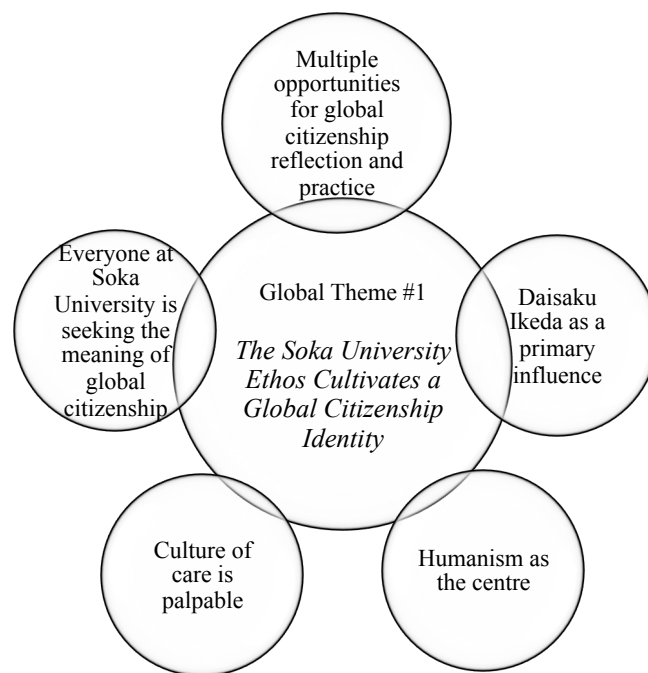 Multiple
opportunities
for global
citizenship
reflection and
practice
Everyone at
Soka
University is
seeking the
meaning of
global
citizenship
Global Theme #1
The Soka University
Ethos Cultivates a
Global Citizenship
Identity
Daisaku
Ikeda as a
primary
influence
Culture of
care is
palpable
Humanism as
the centre